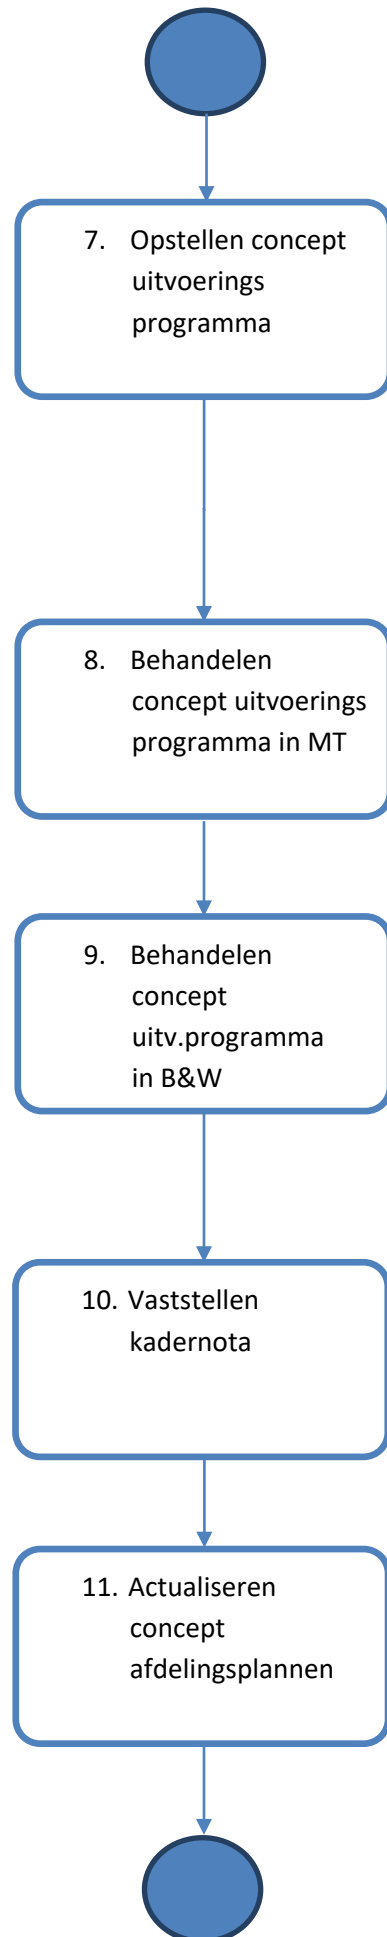 7. Opstellen concept
uitvoerings
programma
8. Behandelen
concept uitvoerings
programma in MT
9. Behandelen
concept
uitv.programma
in B&W
10. Vaststellen
kadernota
11. Actualiseren
concept
afdelingsplannen